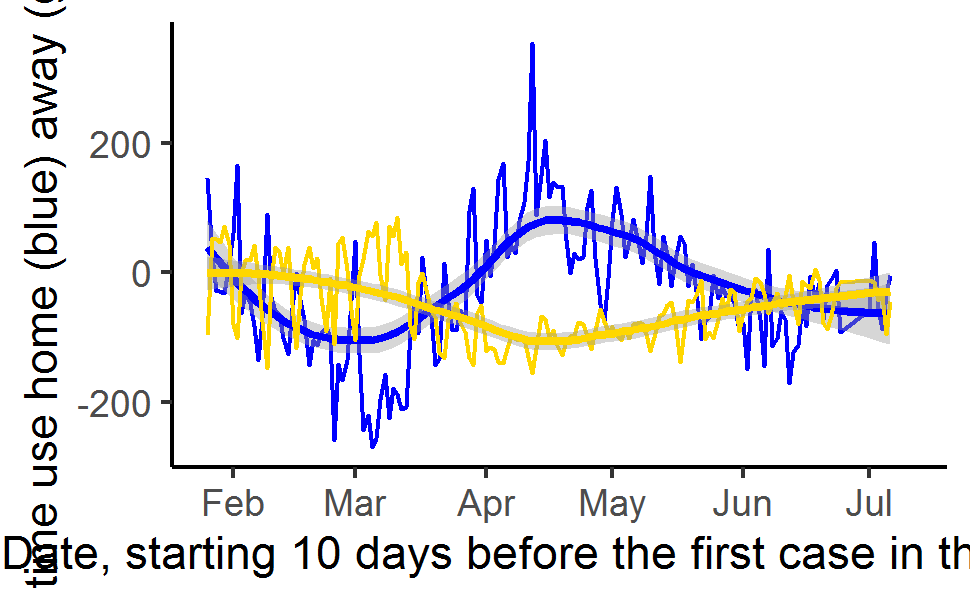 time use home (blue) away (
200
0
-200
Feb Mar Apr May Jun Jul
Date, starting 10 days before the first case in th